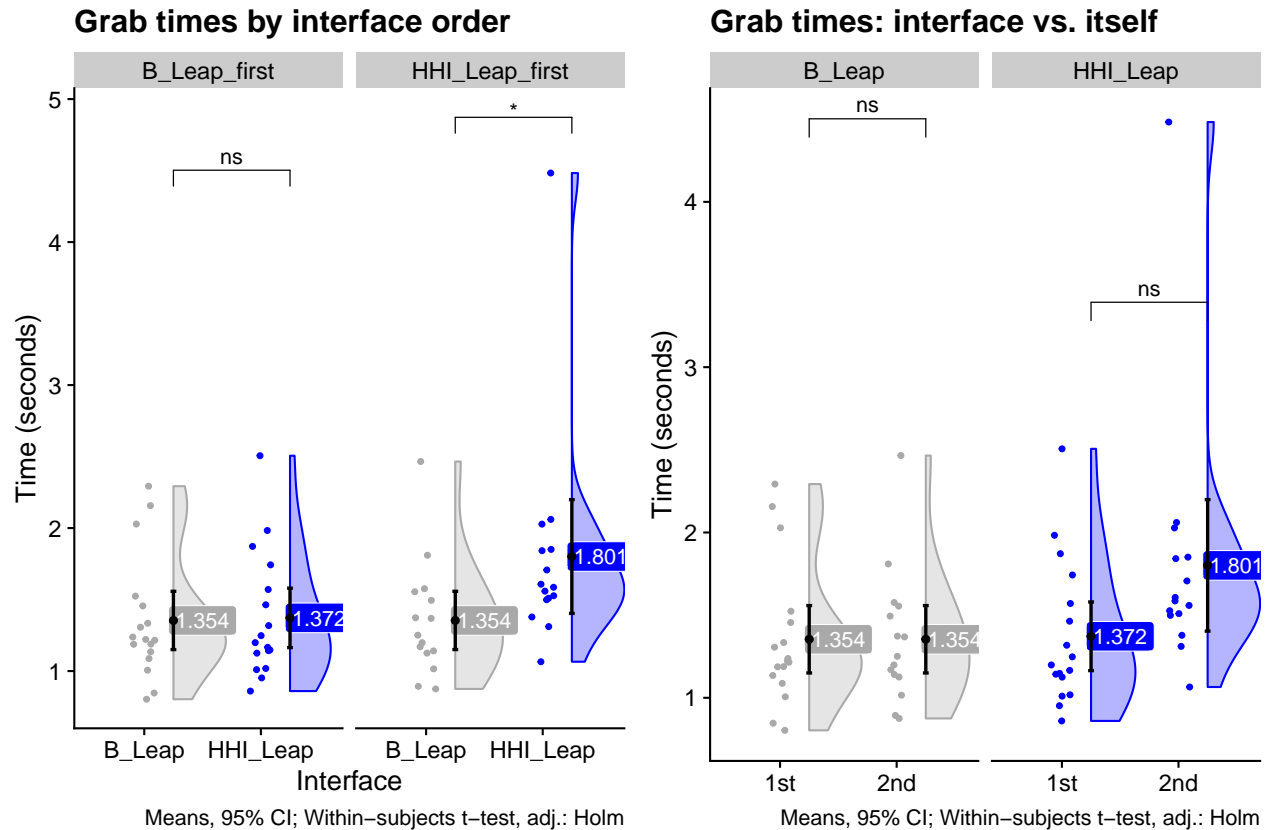 Grab times by interface order
B_Leap_first
HHI_Leap_first
5
4
3
2
1
Time (seconds)
ns
*
1.354
1.372
1.354
1.801
B_Leap
HHI_Leap
B_Leap
HHI_Leap
Interface
Means, 95% CI; Within−subjects t−test, adj.: Holm
Grab times: interface vs. itself
B_Leap
HHI_Leap
4
3
2
1
Time (seconds)
ns
ns
1.354
1.354
1.372
1.801
1st
2nd
1st
2nd
Means, 95% CI; Within−subjects t−test, adj.: Holm